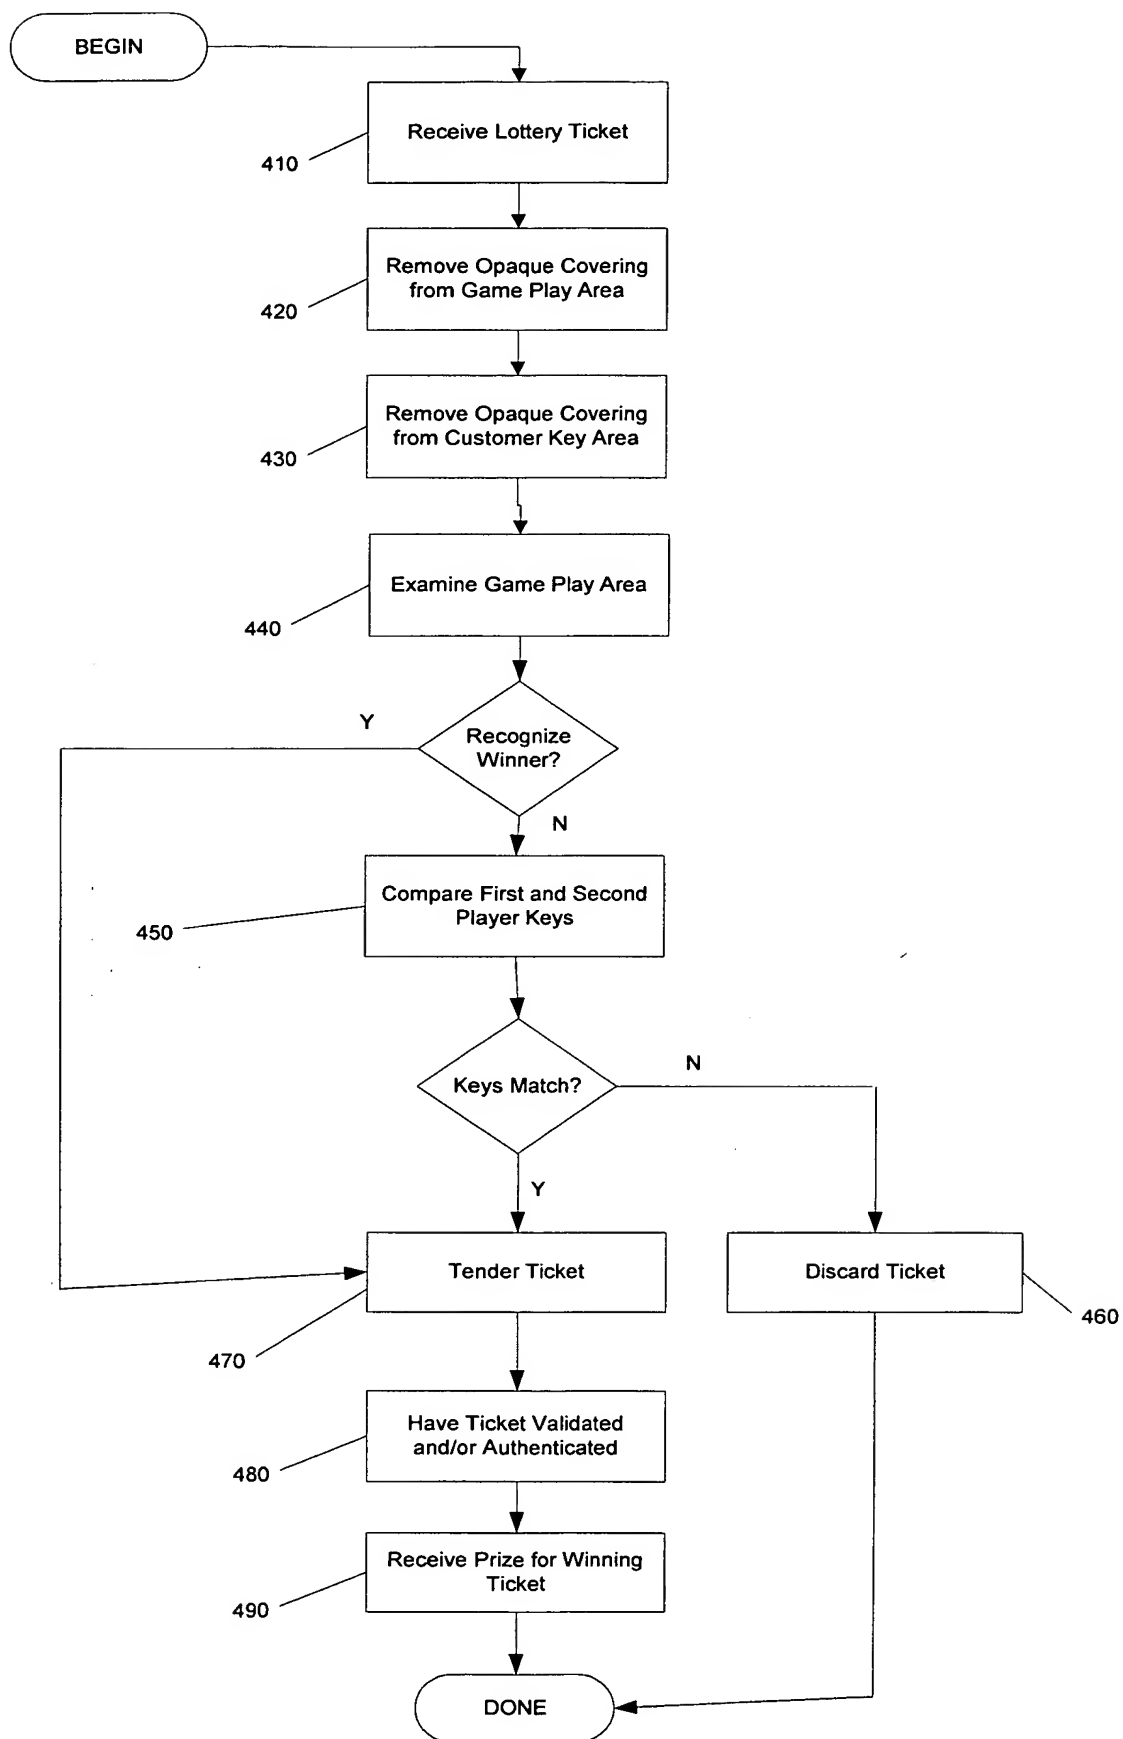 BEGIN
Receive Lottery Ticket
410
Remove Opaque Covering
from Game Play Area
420
Remove Opaque Covering
from Customer Key Area
430
Examine Game Play Area
440
Y
Recognize
Winner?
N
Compare First and Second
Player Keys
450
Keys Match?
N
Y
Tender Ticket
470
Discard Ticket
460
Have Ticket Validated
and/or Authenticated
480
Receive Prize for Winning
Ticket
490
DONE